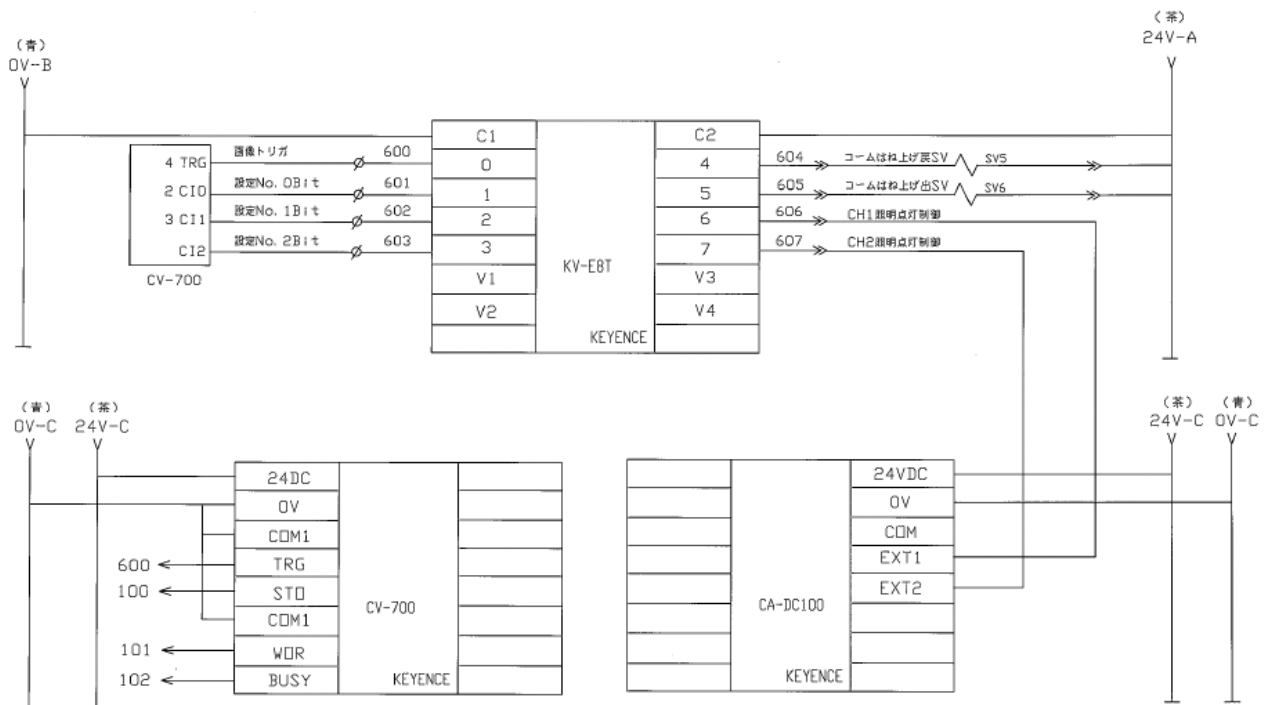 (青)
0V-B
(茶)
24V-A
C1
KV-E8T
C2
4 TRG
画像トリガ
600
0
4
604
コームはね上げ戻SV
SV5
2 CI0
設定No. 0Bit
601
1
5
605
コームはね上げ出SV
SV6
3 CI1
設定No. 1Bit
602
2
6
606
CH1照明点灯制御
CI2
設定No. 2Bit
603
3
7
607
CH2照明点灯制御
CV-700
V1
V3
V2
V4
KEYENCE
(青)
0V-C
(茶)
24V-C
(茶)
24V-C
(青)
0V-C
24DC
0V
COM1
600
TRG
100
STO
COM1
101
WOR
102
BUSY
CV-700
KEYENCE
CA-DC100
KEYENCE
24VDC
0V
COM
EXT1
EXT2